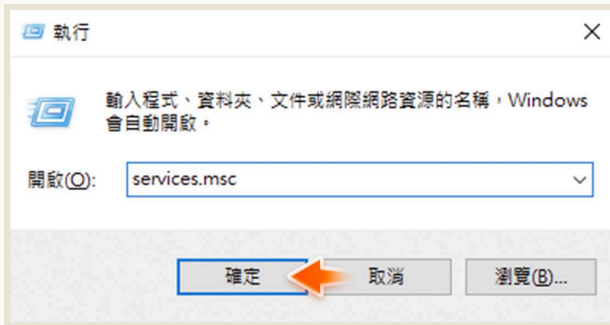 執行
輸入程式、資料夾、文件或網際網路資源的名稱，Windows
會自動開啟。
開啟(O):
services.msc
確定
取消
瀏覽(B)...